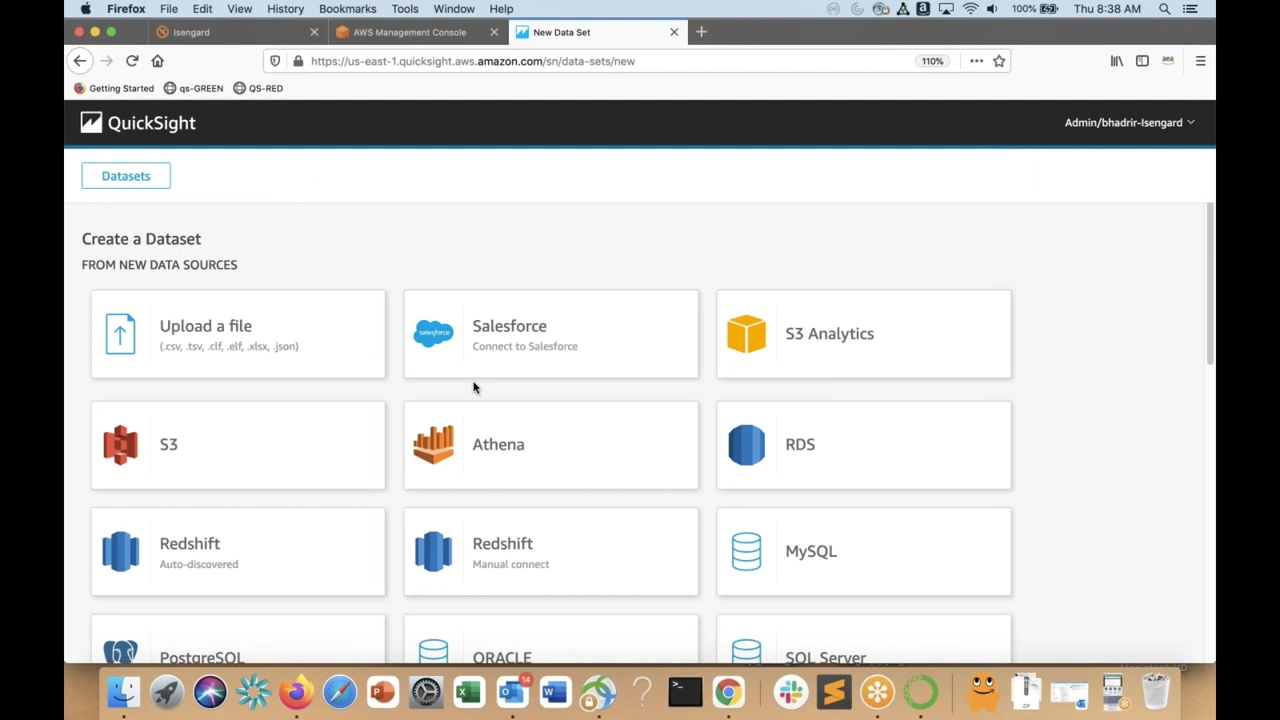 Firefox File Edit View History Bookmarks Tools Window Help 100% Thu 8:38 AM
Isengard AWS Management Console New Data Set
https://us-east-1.quicksight.aws.amazon.com/sn/data-sets/new 110%
Getting Started qs-GREEN QS-RED
QuickSight Admin/bhadrir-Isengard
Datasets
Create a Dataset
FROM NEW DATA SOURCES
Upload a file
(.csv, .tsv, .clf, .elf, .xlsx, .json)
salesforce
Salesforce
Connect to Salesforce
S3 Analytics
S3
Athena
RDS
Redshift
Auto-discovered
Redshift
Manual connect
MySQL
PostgreSQL
ORACLE
SQL Server
14
ZIP